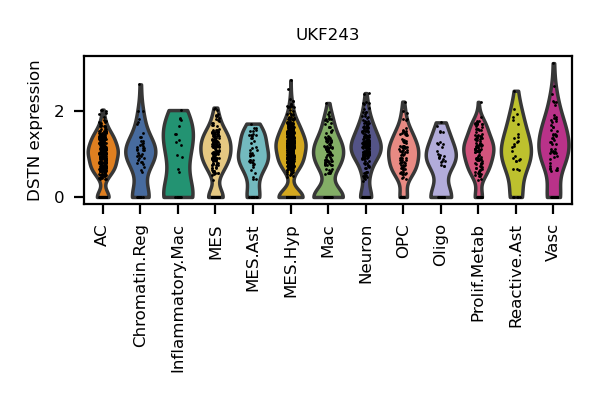 UKF243
DSTN expression
2
0
AC
Chromatin.Reg
Inflammatory.Mac
MES
MES.Ast
MES.Hyp
Mac
Neuron
OPC
Oligo
Prolif.Metab
Reactive.Ast
Vasc